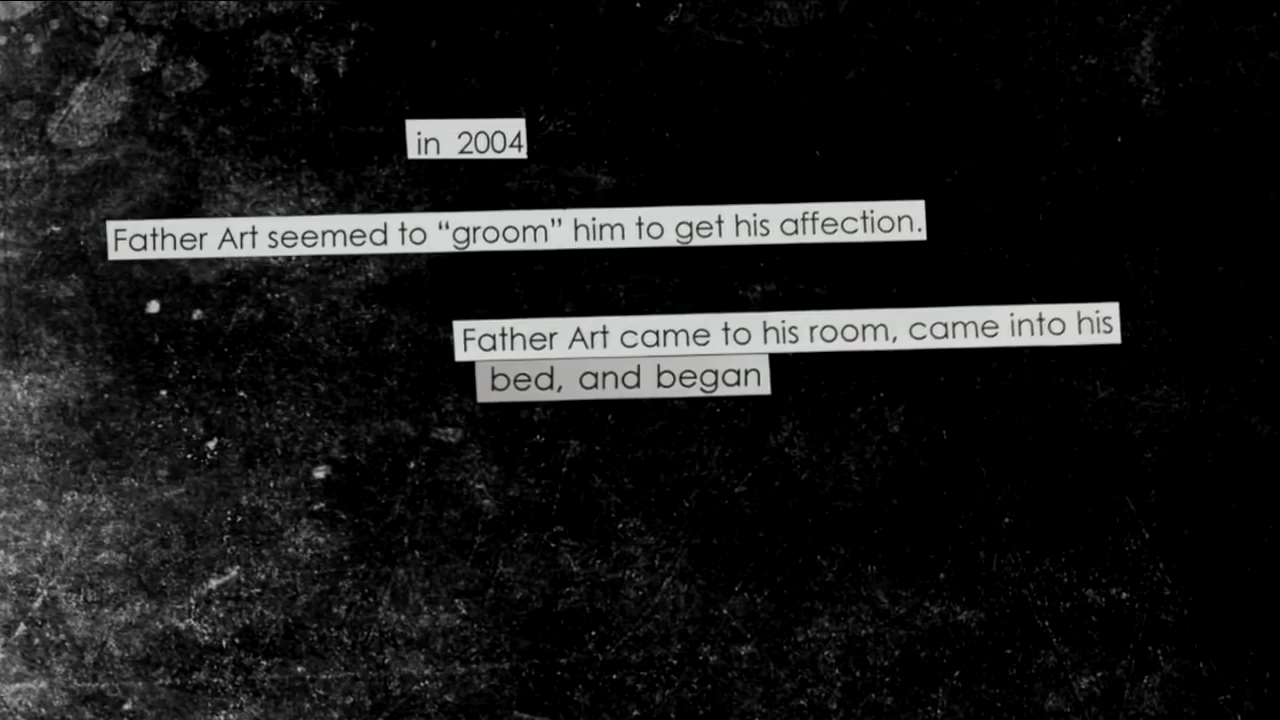 in 2004
Father Art seemed to “groom” him to get his affection.
Father Art came to his room, came into his
bed, and began